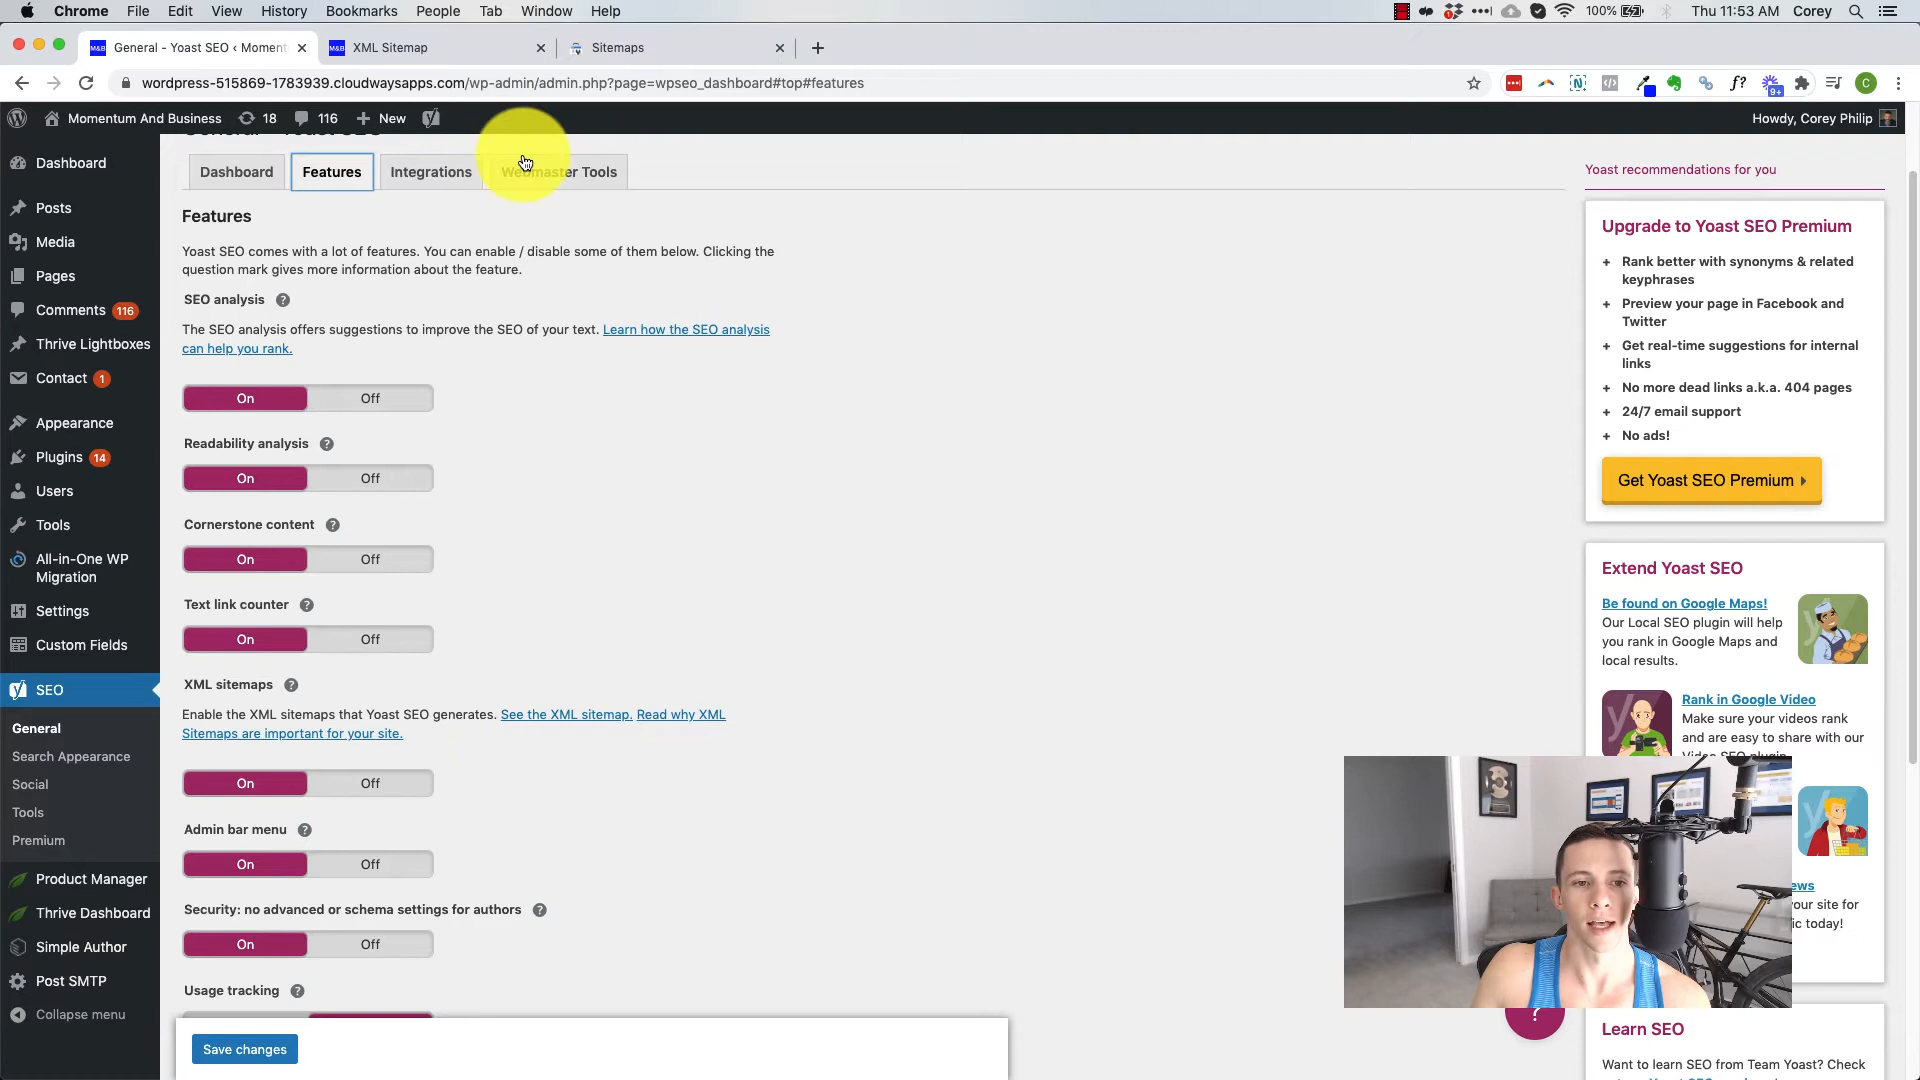 Chrome File Edit View History Bookmarks People Tab Window Help
100% Thu 11:53 AM Corey
General - Yoast SEO ‹ Moment
XML Sitemap
Sitemaps
wordpress-515869-1783939.cloudwaysapps.com/wp-admin/admin.php?page=wpseo_dashboard#top#features
Momentum And Business 18 116 New
Howdy, Corey Philip
Dashboard
Posts
Media
Pages
Comments 116
Thrive Lightboxes
Contact 1
Appearance
Plugins 14
Users
Tools
All-in-One WP
Migration
Settings
Custom Fields
SEO
General
Search Appearance
Social
Tools
Premium
Product Manager
Thrive Dashboard
Simple Author
Post SMTP
Collapse menu
Dashboard
Features
Integrations
Webmaster Tools
Features
Yoast SEO comes with a lot of features. You can enable / disable some of them below. Clicking the
question mark gives more information about the feature.
SEO analysis ?
The SEO analysis offers suggestions to improve the SEO of your text. Learn how the SEO analysis
can help you rank.
On Off
Readability analysis ?
On Off
Cornerstone content ?
On Off
Text link counter ?
On Off
XML sitemaps ?
Enable the XML sitemaps that Yoast SEO generates. See the XML sitemap. Read why XML
Sitemaps are important for your site.
On Off
Admin bar menu ?
On Off
Security: no advanced or schema settings for authors ?
On Off
Usage tracking ?
Save changes
Yoast recommendations for you
Upgrade to Yoast SEO Premium
+ Rank better with synonyms & related
keyphrases
+ Preview your page in Facebook and
Twitter
+ Get real-time suggestions for internal
links
+ No more dead links a.k.a. 404 pages
+ 24/7 email support
+ No ads!
Get Yoast SEO Premium
Extend Yoast SEO
Be found on Google Maps!
Our Local SEO plugin will help
you rank in Google Maps and
local results.
Rank in Google Video
Make sure your videos rank
and are easy to share with our
Video SEO plugin
ews
our site for
ic today!
?
Learn SEO
Want to learn SEO from Team Yoast? Check